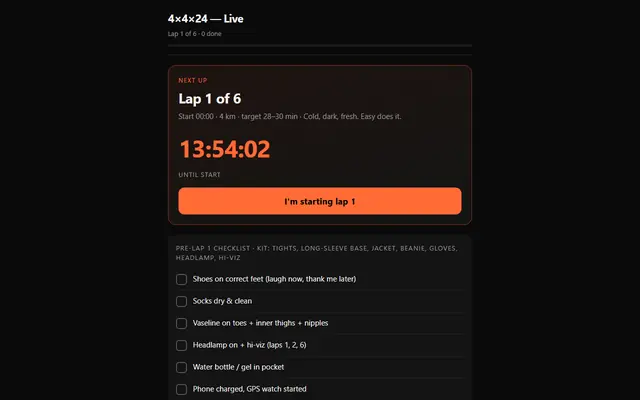 4×4×24 — Live
Lap 1 of 6 · 0 done
NEXT UP
Lap 1 of 6
Start 00:00 · 4 km · target 28–30 min · Cold, dark, fresh. Easy does it.
13:54:02
UNTIL START
I'm starting lap 1
PRE-LAP 1 CHECKLIST · KIT: TIGHTS, LONG-SLEEVE BASE, JACKET, BEANIE, GLOVES,
HEADLAMP, HI-VIZ
Shoes on correct feet (laugh now, thank me later)
Socks dry & clean
Vaseline on toes + inner thighs + nipples
Headlamp on + hi-viz (laps 1, 2, 6)
Water bottle / gel in pocket
Phone charged, GPS watch started